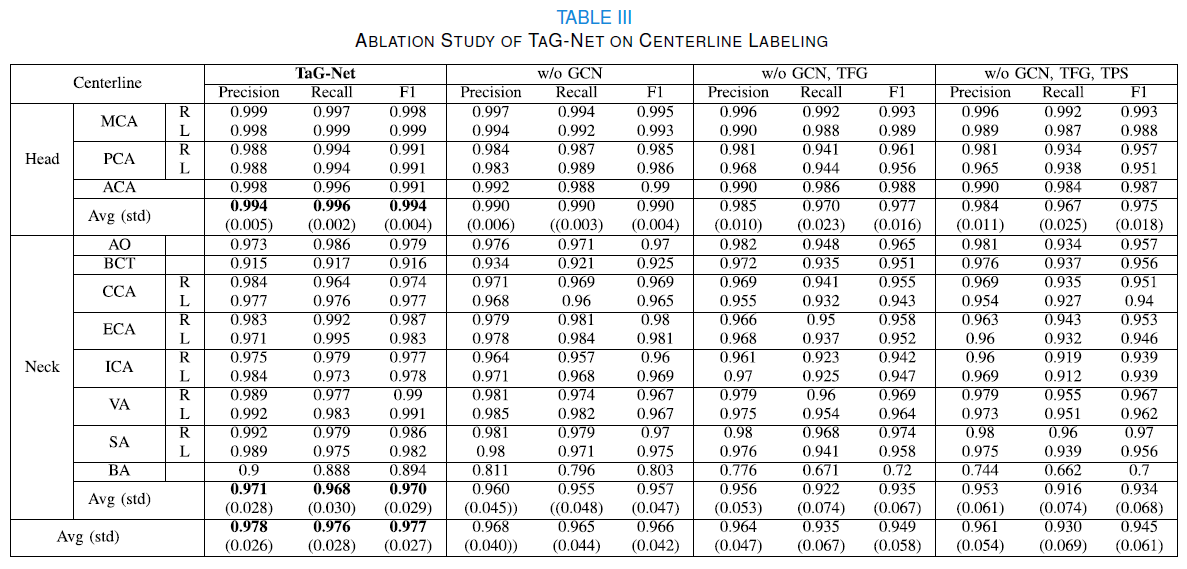 TABLE III
ABLATION STUDY OF TAG-NET ON CENTERLINE LABELING
Centerline TaG-Net w/o GCN w/o GCN, TFG w/o GCN, TFG, TPS
Precision Recall F1 Precision Recall F1 Precision Recall F1 Precision Recall F1
Head MCA R 0.999 0.997 0.998 0.997 0.994 0.995 0.996 0.992 0.993 0.996 0.992 0.993
L 0.998 0.999 0.999 0.994 0.992 0.993 0.990 0.988 0.989 0.989 0.987 0.988
PCA R 0.988 0.994 0.991 0.984 0.987 0.985 0.981 0.941 0.961 0.981 0.934 0.957
L 0.988 0.994 0.991 0.983 0.989 0.986 0.968 0.944 0.956 0.965 0.938 0.951
ACA 0.998 0.996 0.991 0.992 0.988 0.99 0.990 0.986 0.988 0.990 0.984 0.987
Avg (std) 0.994 0.996 0.994 0.990 0.990 0.990 0.985 0.970 0.977 0.984 0.967 0.975
(0.005) (0.002) (0.004) (0.006) ((0.003) (0.004) (0.010) (0.023) (0.016) (0.011) (0.025) (0.018)
Neck AO 0.973 0.986 0.979 0.976 0.971 0.97 0.982 0.948 0.965 0.981 0.934 0.957
BCT 0.915 0.917 0.916 0.934 0.921 0.925 0.972 0.935 0.951 0.976 0.937 0.956
CCA R 0.984 0.964 0.974 0.971 0.969 0.969 0.969 0.941 0.955 0.969 0.935 0.951
L 0.977 0.976 0.977 0.968 0.96 0.965 0.955 0.932 0.943 0.954 0.927 0.94
ECA R 0.983 0.992 0.987 0.979 0.981 0.98 0.966 0.95 0.958 0.963 0.943 0.953
L 0.971 0.995 0.983 0.978 0.984 0.981 0.968 0.937 0.952 0.96 0.932 0.946
ICA R 0.975 0.979 0.977 0.964 0.957 0.96 0.961 0.923 0.942 0.96 0.919 0.939
L 0.984 0.973 0.978 0.971 0.968 0.969 0.97 0.925 0.947 0.969 0.912 0.939
VA R 0.989 0.977 0.99 0.981 0.974 0.967 0.979 0.96 0.969 0.979 0.955 0.967
L 0.992 0.983 0.991 0.985 0.982 0.967 0.975 0.954 0.964 0.973 0.951 0.962
SA R 0.992 0.979 0.986 0.981 0.979 0.97 0.98 0.968 0.974 0.98 0.96 0.97
L 0.989 0.975 0.982 0.98 0.971 0.975 0.976 0.941 0.958 0.975 0.939 0.956
BA 0.9 0.888 0.894 0.811 0.796 0.803 0.776 0.671 0.72 0.744 0.662 0.7
Avg (std) 0.971 0.968 0.970 0.960 0.955 0.957 0.956 0.922 0.935 0.953 0.916 0.934
(0.028) (0.030) (0.029) (0.045)) ((0.048) (0.047) (0.053) (0.074) (0.067) (0.061) (0.074) (0.068)
Avg (std) 0.978 0.976 0.977 0.968 0.965 0.966 0.964 0.935 0.949 0.961 0.930 0.945
(0.026) (0.028) (0.027) (0.040)) (0.044) (0.042) (0.047) (0.067) (0.058) (0.054) (0.069) (0.061)